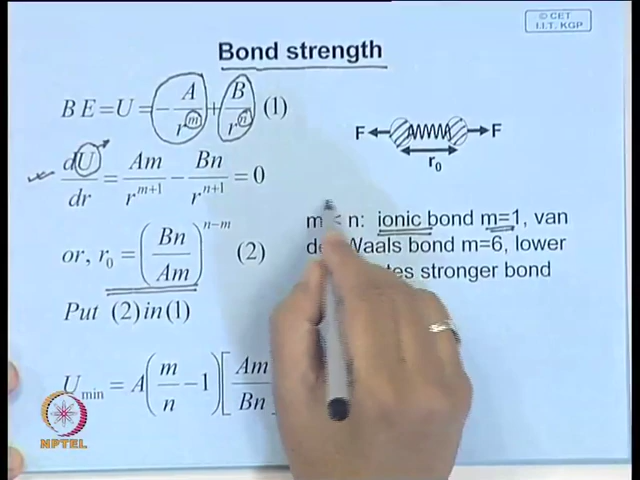 © CET
I.I.T. KGP
Bond strength
BE = U = - A/r^m + B/r^n (1)
F F
r₀
dU/dr = Am/r^(m+1) - Bn/r^(n+1) = 0
or, r₀ = (Bn/Am)^(n-m) (2)
m < n: ionic bond m=1, van
Waals bond m=6, lower
stronger bond
Put (2) in (1)
U_min = A(m/n - 1)[Am/Bn
NPTEL